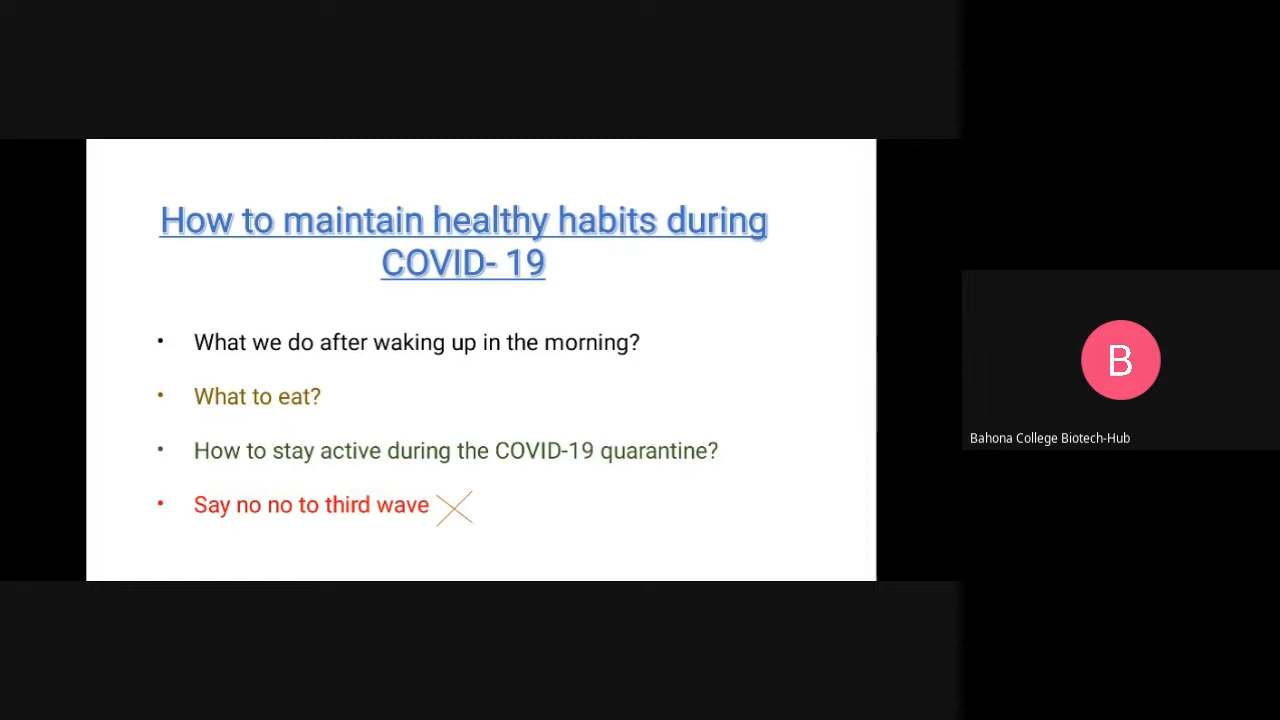 How to maintain healthy habits during
COVID- 19
• What we do after waking up in the morning?
• What to eat?
• How to stay active during the COVID-19 quarantine?
• Say no no to third wave
B
Bahona College Biotech-Hub